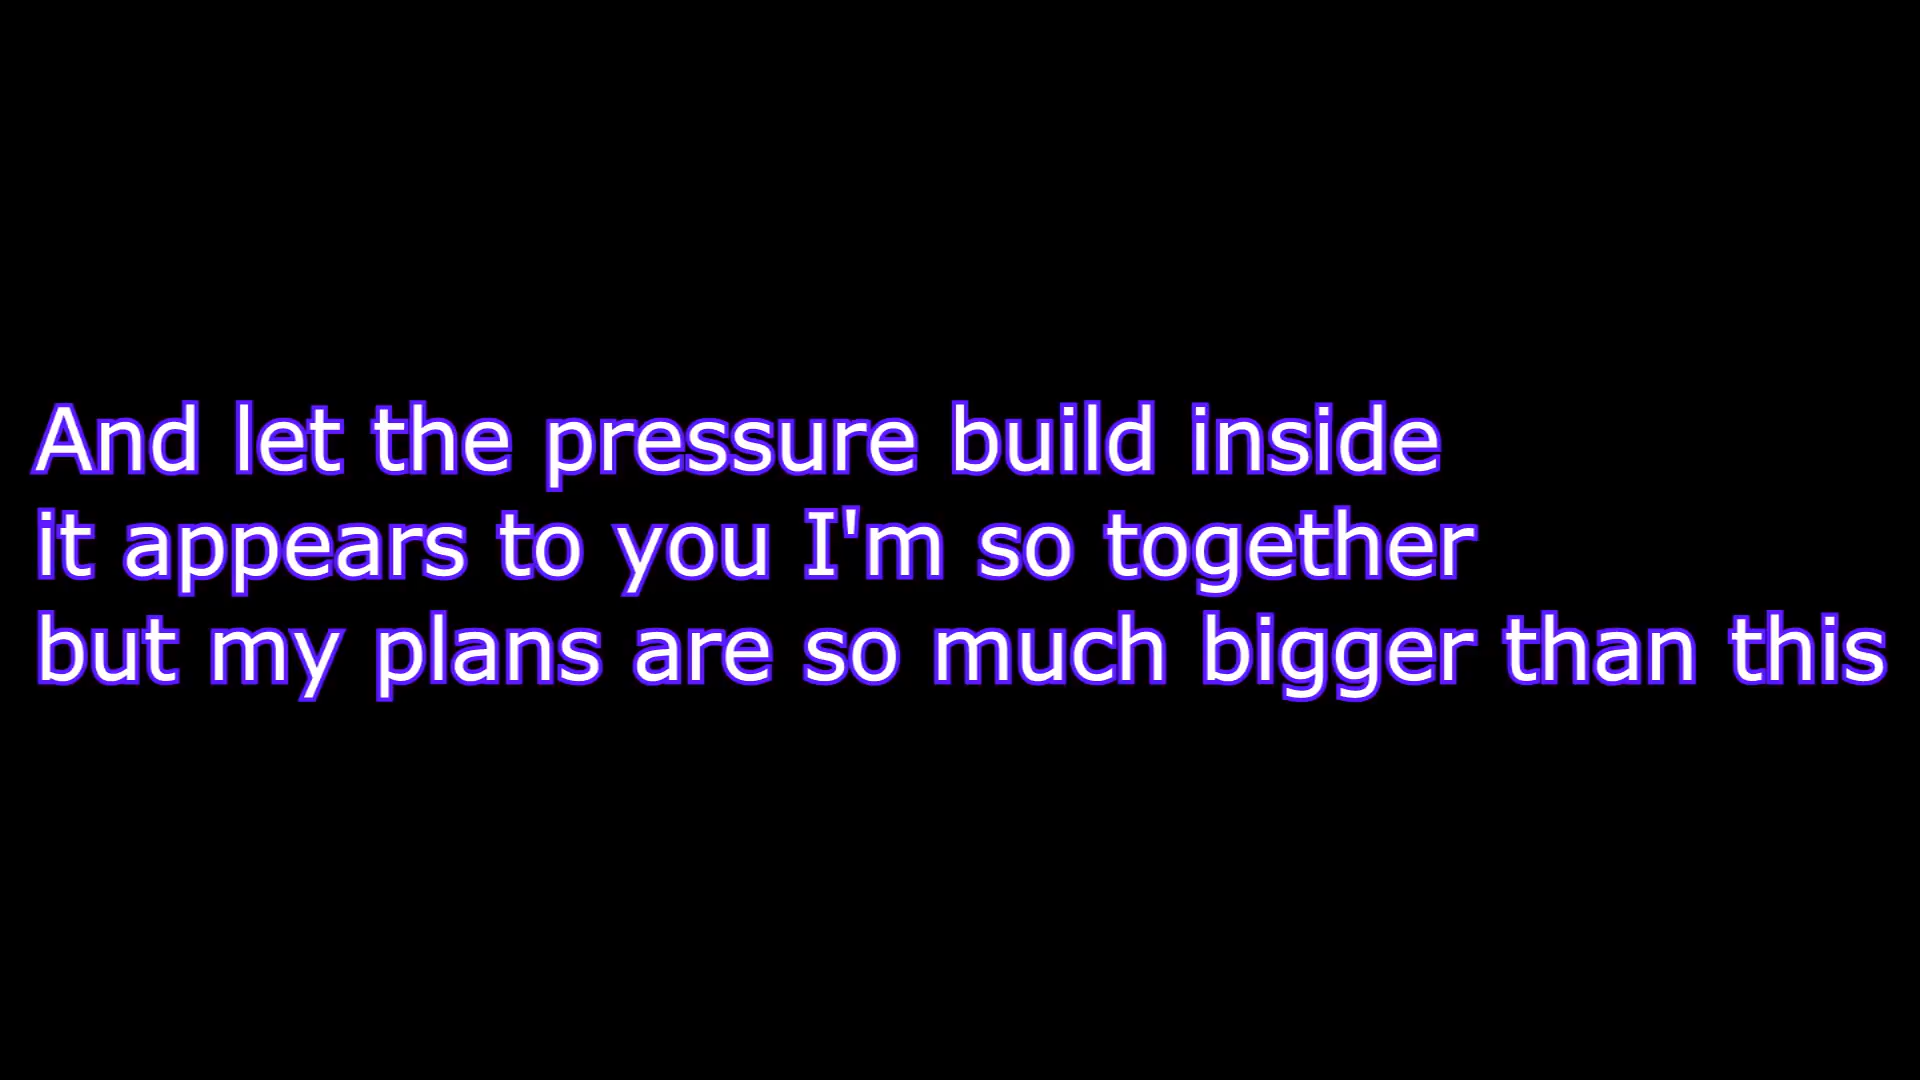 And let the pressure build inside
it appears to you I'm so together
but my plans are so much bigger than this